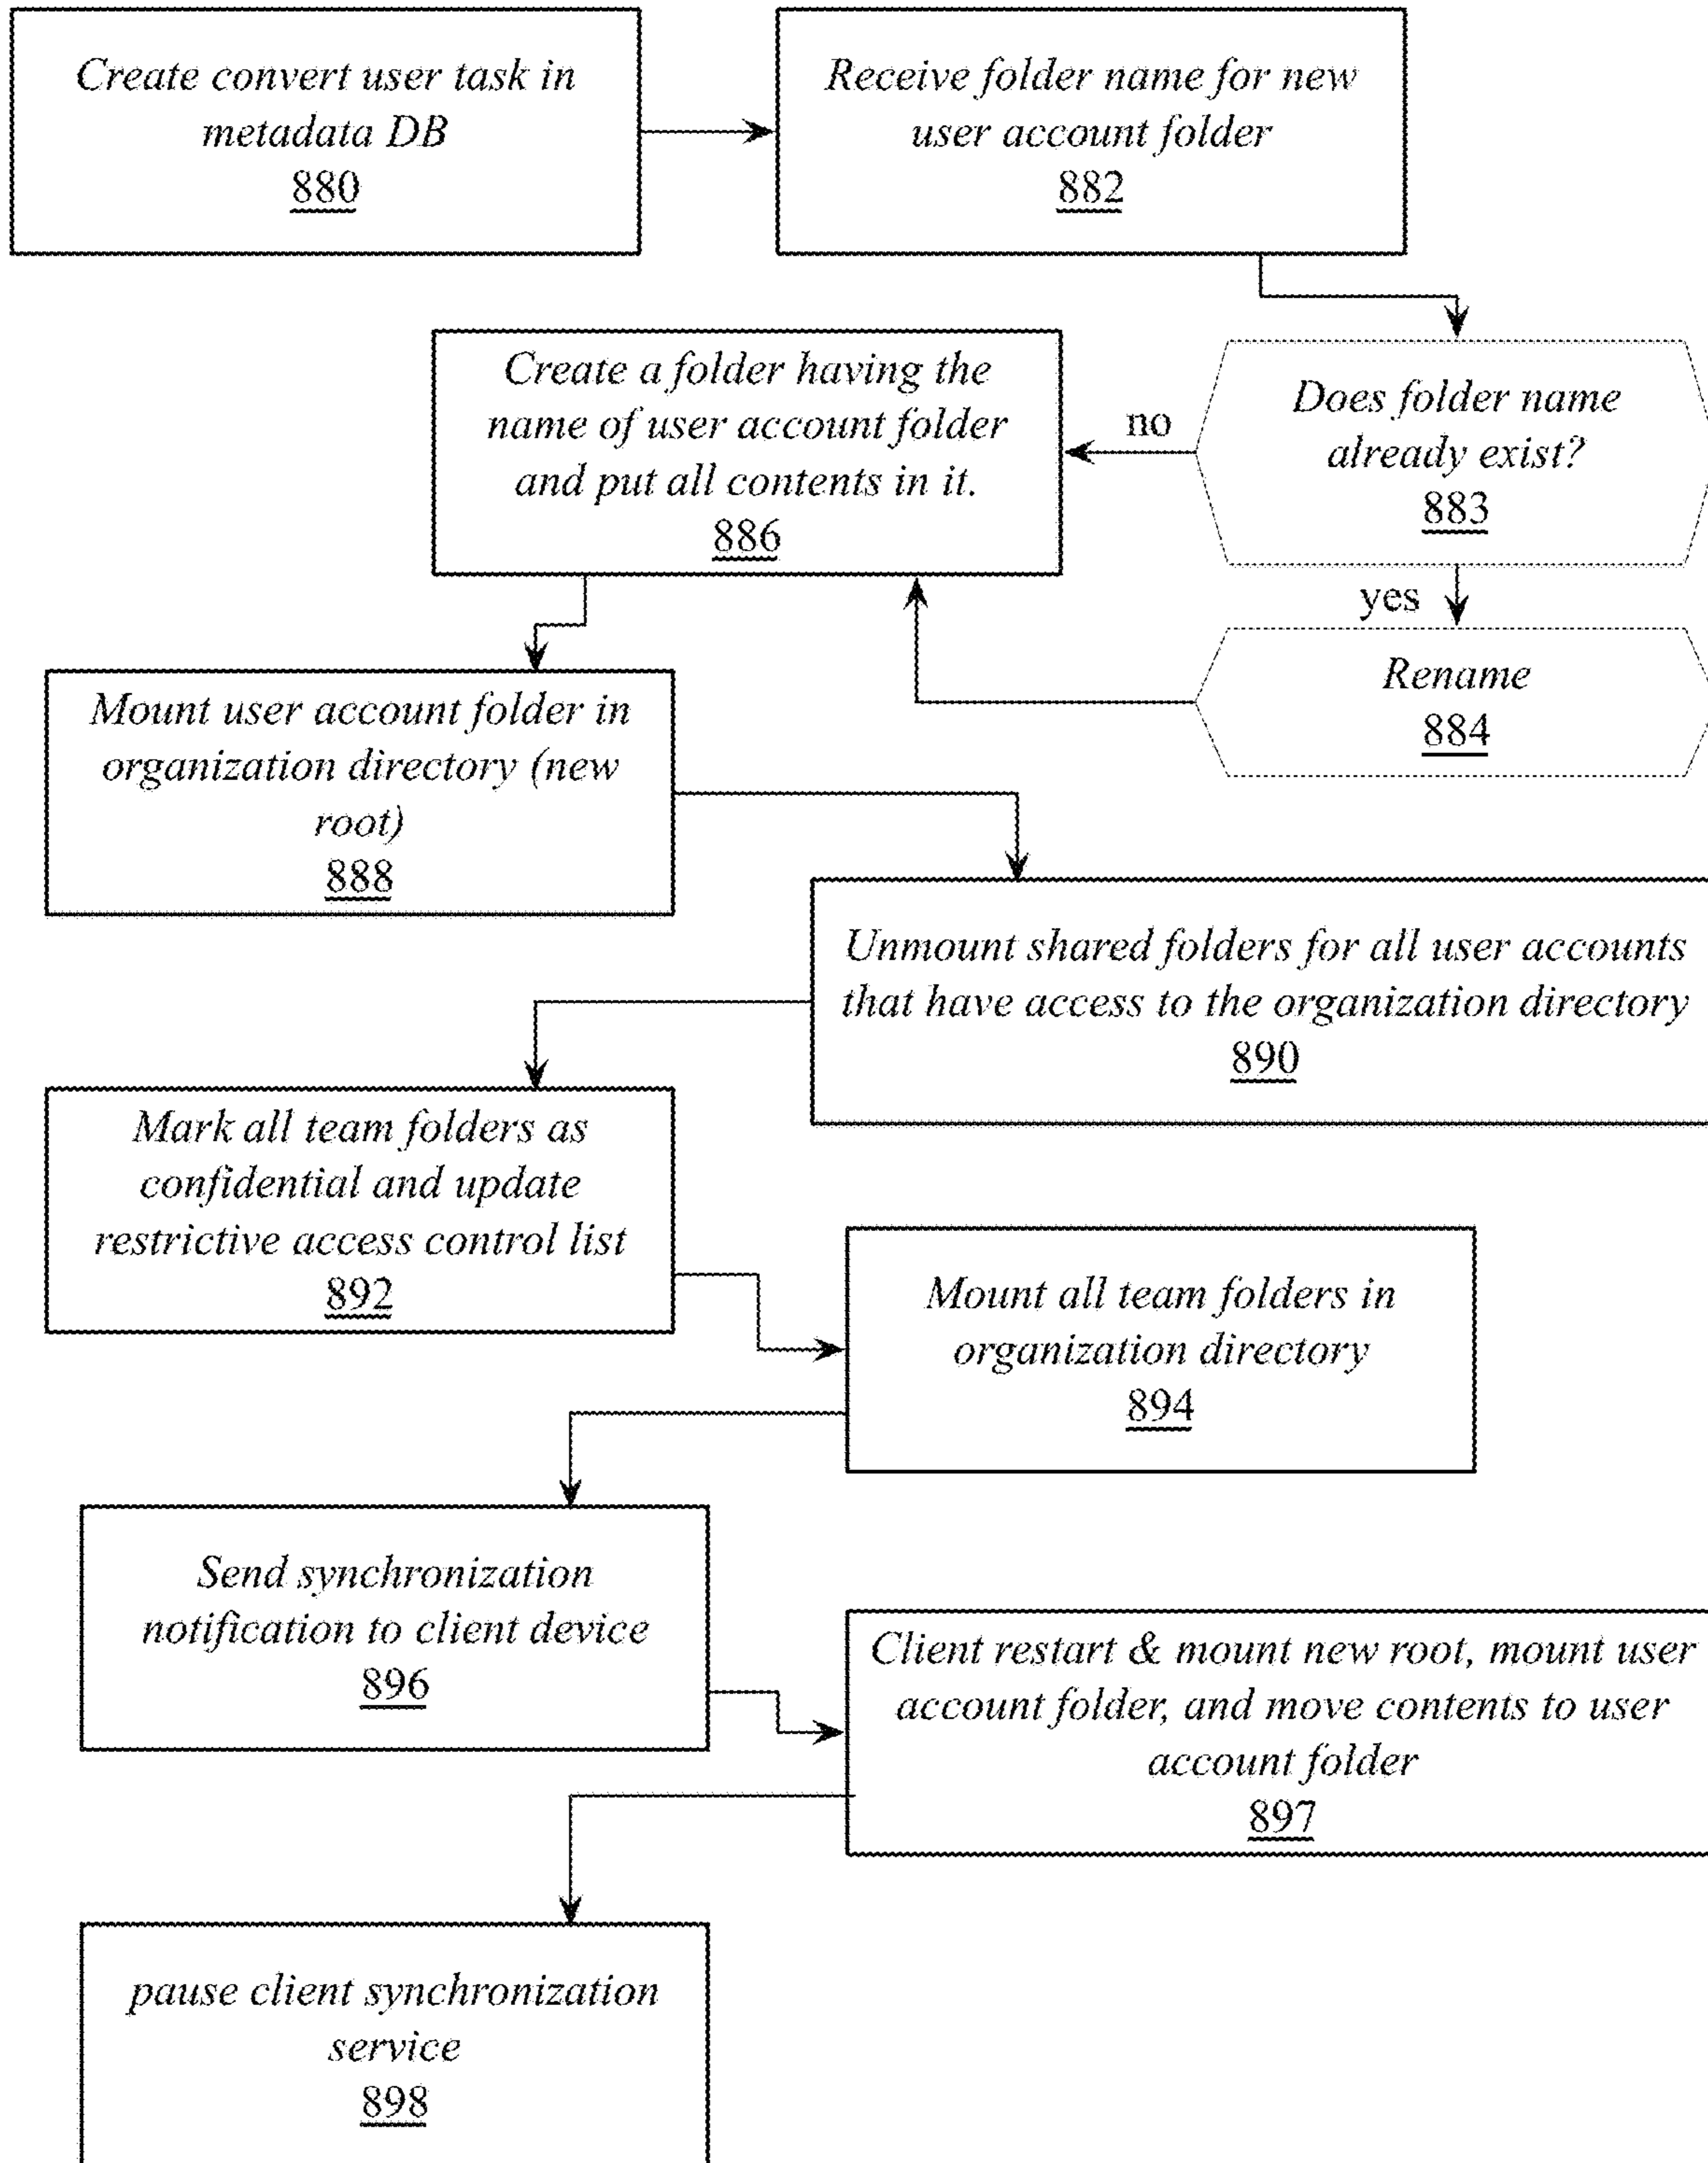 Create convert user task in
metadata DB
880
Receive folder name for new
user account folder
882
Does folder name
already exist?
883
no
Create a folder having the
name of user account folder
and put all contents in it.
886
yes
Rename
884
Mount user account folder in
organization directory (new
root)
888
Unmount shared folders for all user accounts
that have access to the organization directory
890
Mark all team folders as
confidential and update
restrictive access control list
892
Mount all team folders in
organization directory
894
Send synchronization
notification to client device
896
Client restart & mount new root, mount user
account folder, and move contents to user
account folder
897
pause client synchronization
service
898